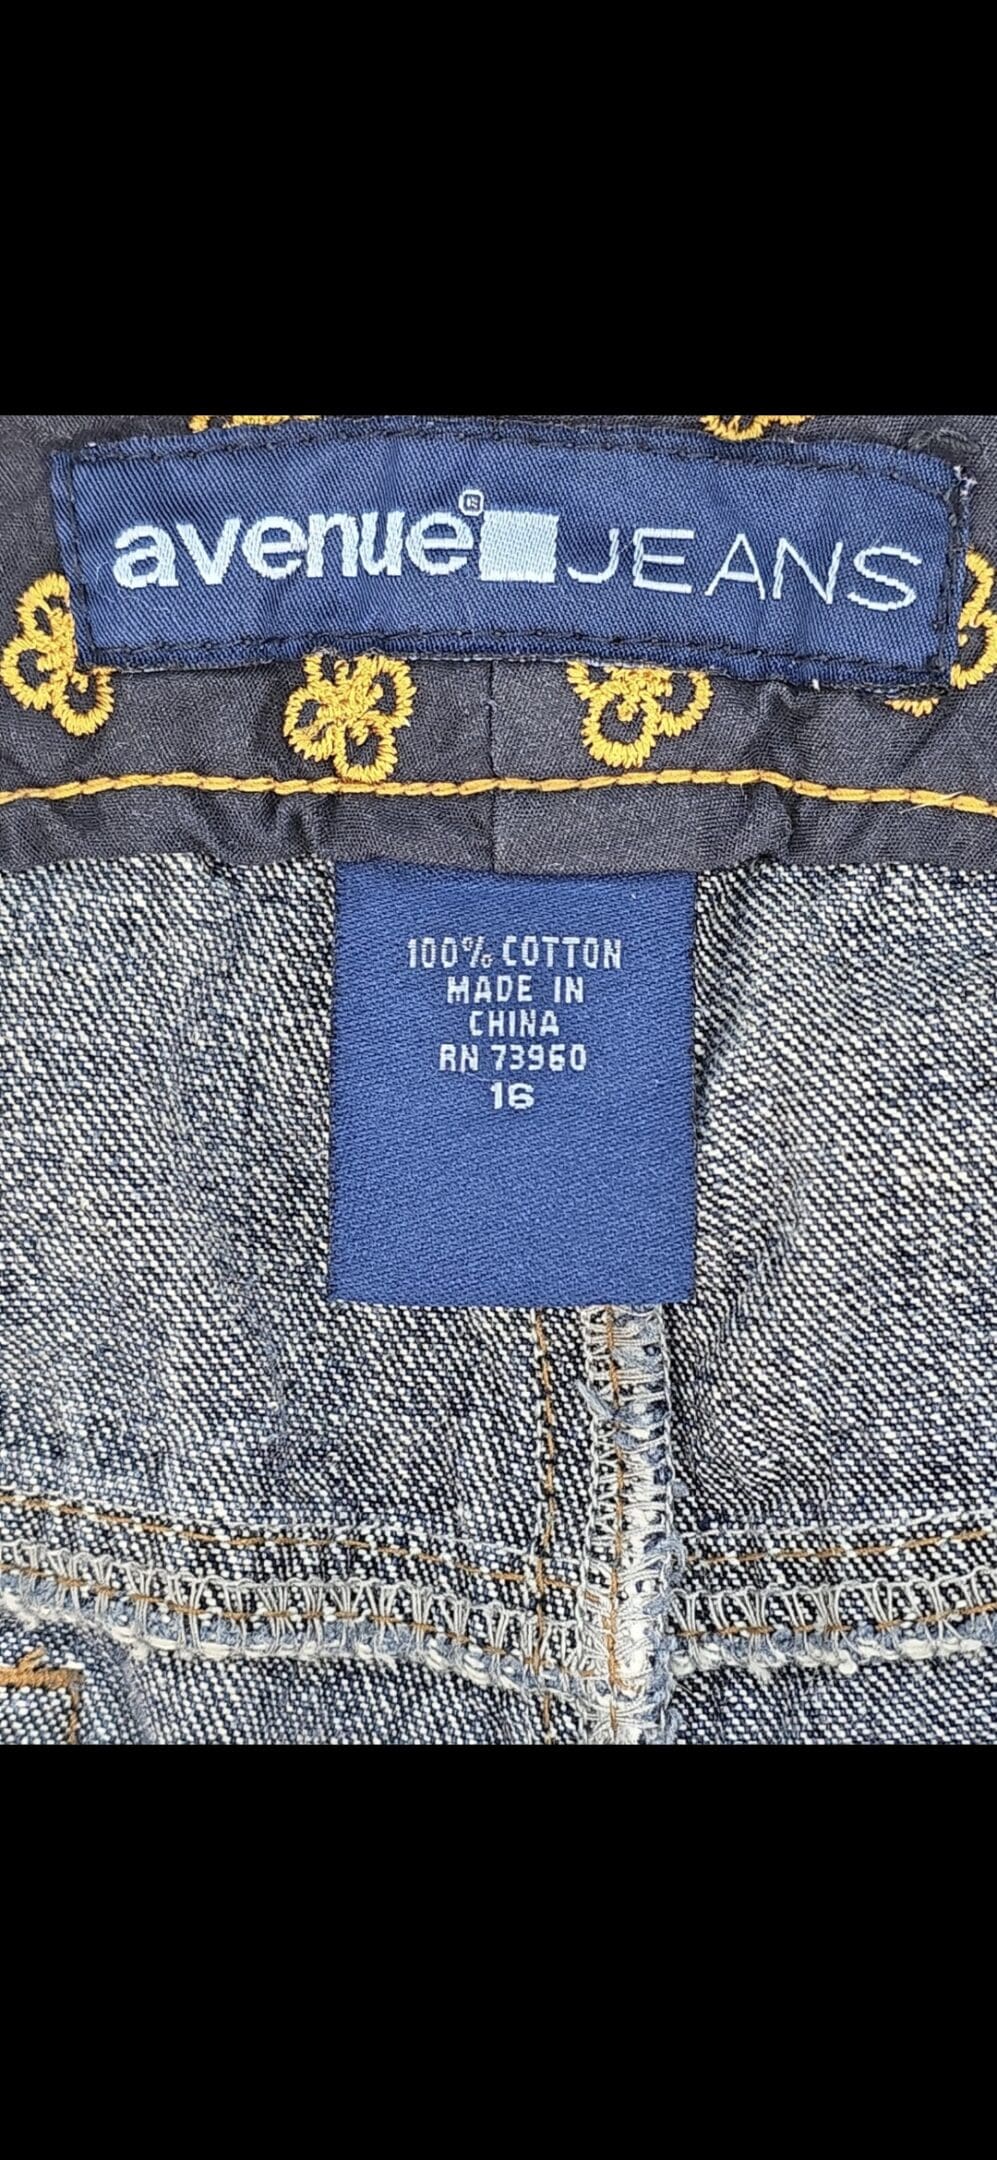 avenue® JEANS
100% COTTON
MADE IN
CHINA
RN 73960
16